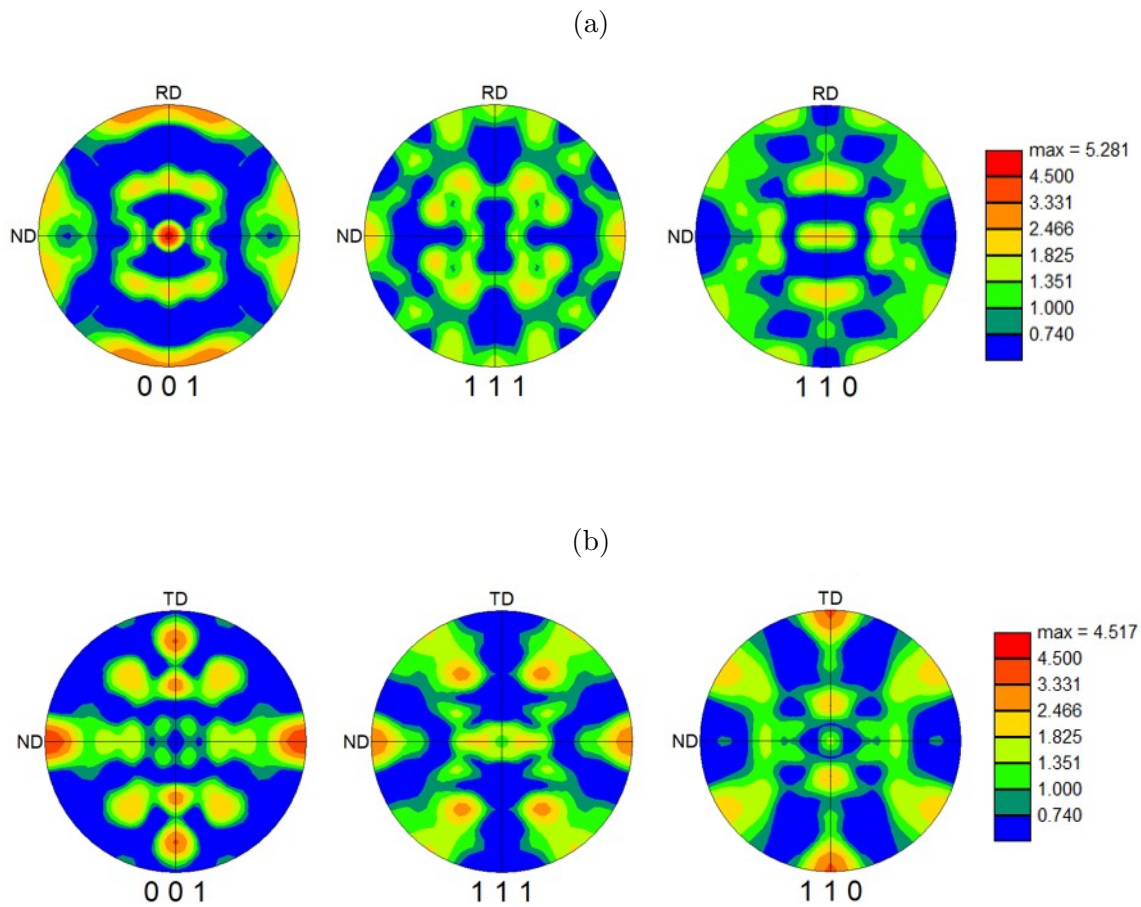 (a)
RD RD RD
ND ND ND
0 0 1 1 1 1 1 1 0
max = 5.281
4.500
3.331
2.466
1.825
1.351
1.000
0.740
(b)
TD TD TD
ND ND ND
0 0 1 1 1 1 1 1 0
max = 4.517
4.500
3.331
2.466
1.825
1.351
1.000
0.740